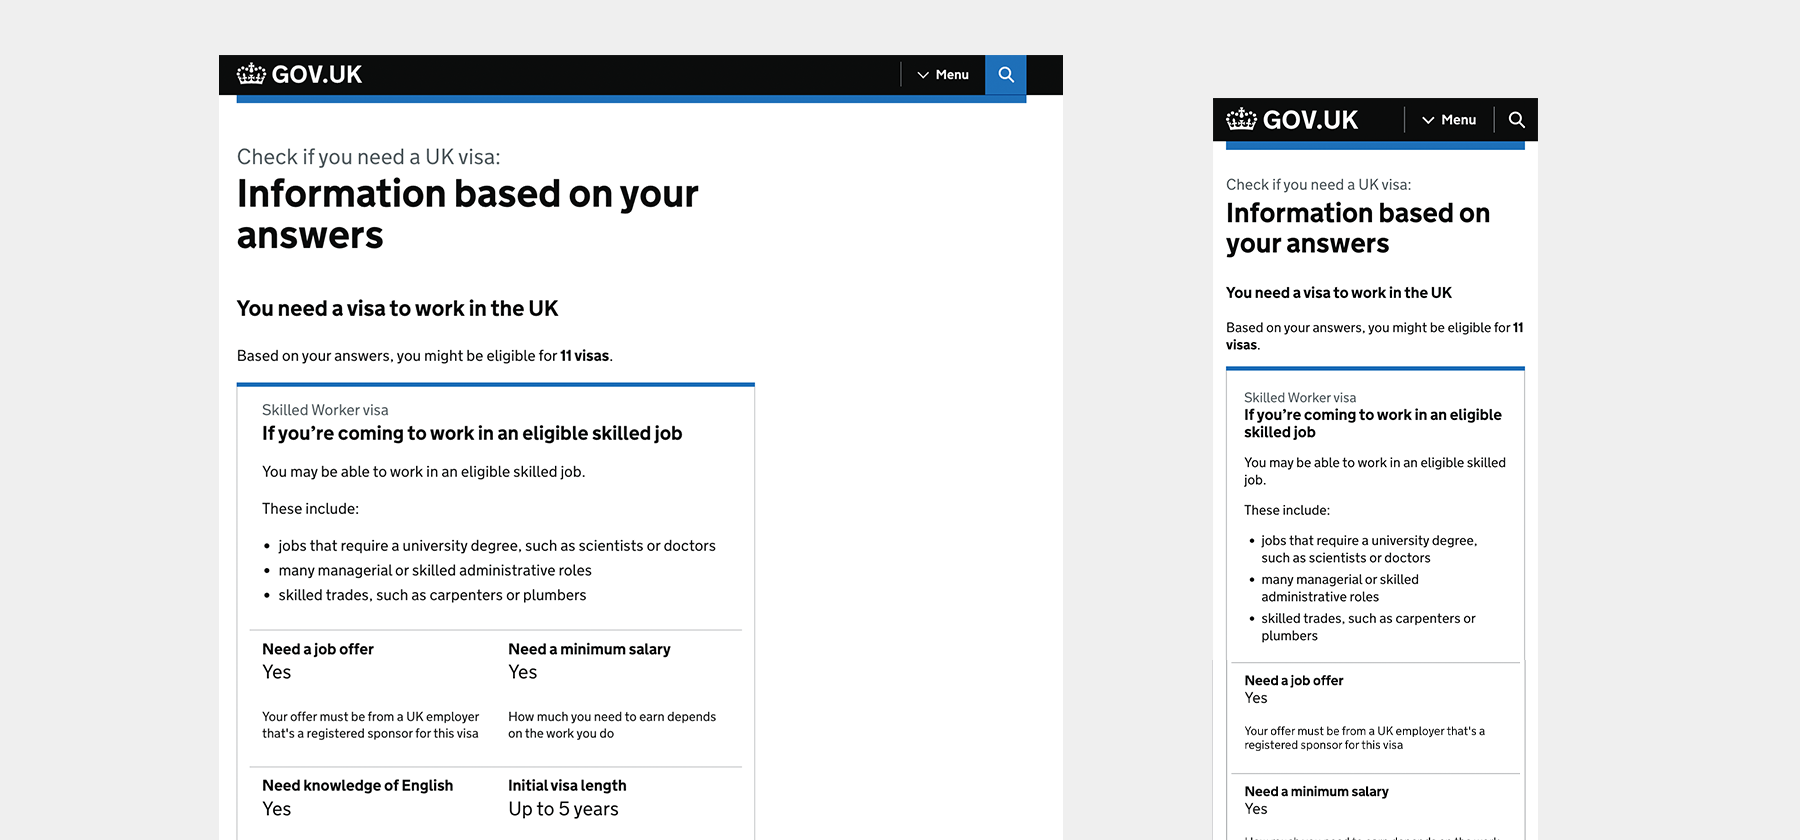 GOV.UK
Menu
Check if you need a UK visa:
Information based on your
answers
You need a visa to work in the UK
Based on your answers, you might be eligible for 11 visas.
Skilled Worker visa
If you’re coming to work in an eligible skilled job
You may be able to work in an eligible skilled job.
These include:
• jobs that require a university degree, such as scientists or doctors
• many managerial or skilled administrative roles
• skilled trades, such as carpenters or plumbers
Need a job offer
Yes
Your offer must be from a UK employer
that's a registered sponsor for this visa
Need a minimum salary
Yes
How much you need to earn depends
on the work you do
Need knowledge of English
Yes
Initial visa length
Up to 5 years
GOV.UK
Menu
Check if you need a UK visa:
Information based on
your answers
You need a visa to work in the UK
Based on your answers, you might be eligible for 11
visas.
Skilled Worker visa
If you’re coming to work in an eligible
skilled job
You may be able to work in an eligible skilled
job.
These include:
• jobs that require a university degree,
such as scientists or doctors
• many managerial or skilled
administrative roles
• skilled trades, such as carpenters or
plumbers
Need a job offer
Yes
Your offer must be from a UK employer that's a
registered sponsor for this visa
Need a minimum salary
Yes